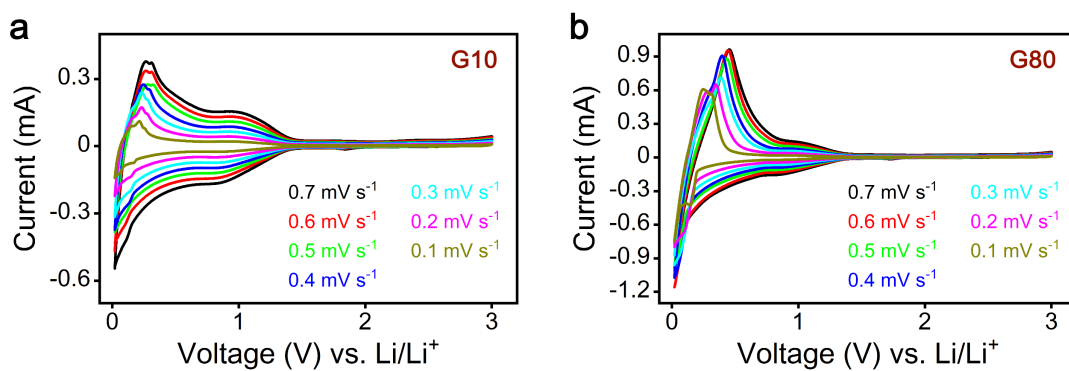 a
G10
0.3
0
-0.3
-0.6
Current (mA)
0.7 mV s⁻¹ 0.3 mV s⁻¹
0.6 mV s⁻¹ 0.2 mV s⁻¹
0.5 mV s⁻¹ 0.1 mV s⁻¹
0.4 mV s⁻¹
0 1 2 3
Voltage (V) vs. Li/Li⁺
b
G80
0.9
0.6
0.3
0
-0.3
-0.6
-0.9
-1.2
Current (mA)
0.7 mV s⁻¹ 0.3 mV s⁻¹
0.6 mV s⁻¹ 0.2 mV s⁻¹
0.5 mV s⁻¹ 0.1 mV s⁻¹
0.4 mV s⁻¹
0 1 2 3
Voltage (V) vs. Li/Li⁺